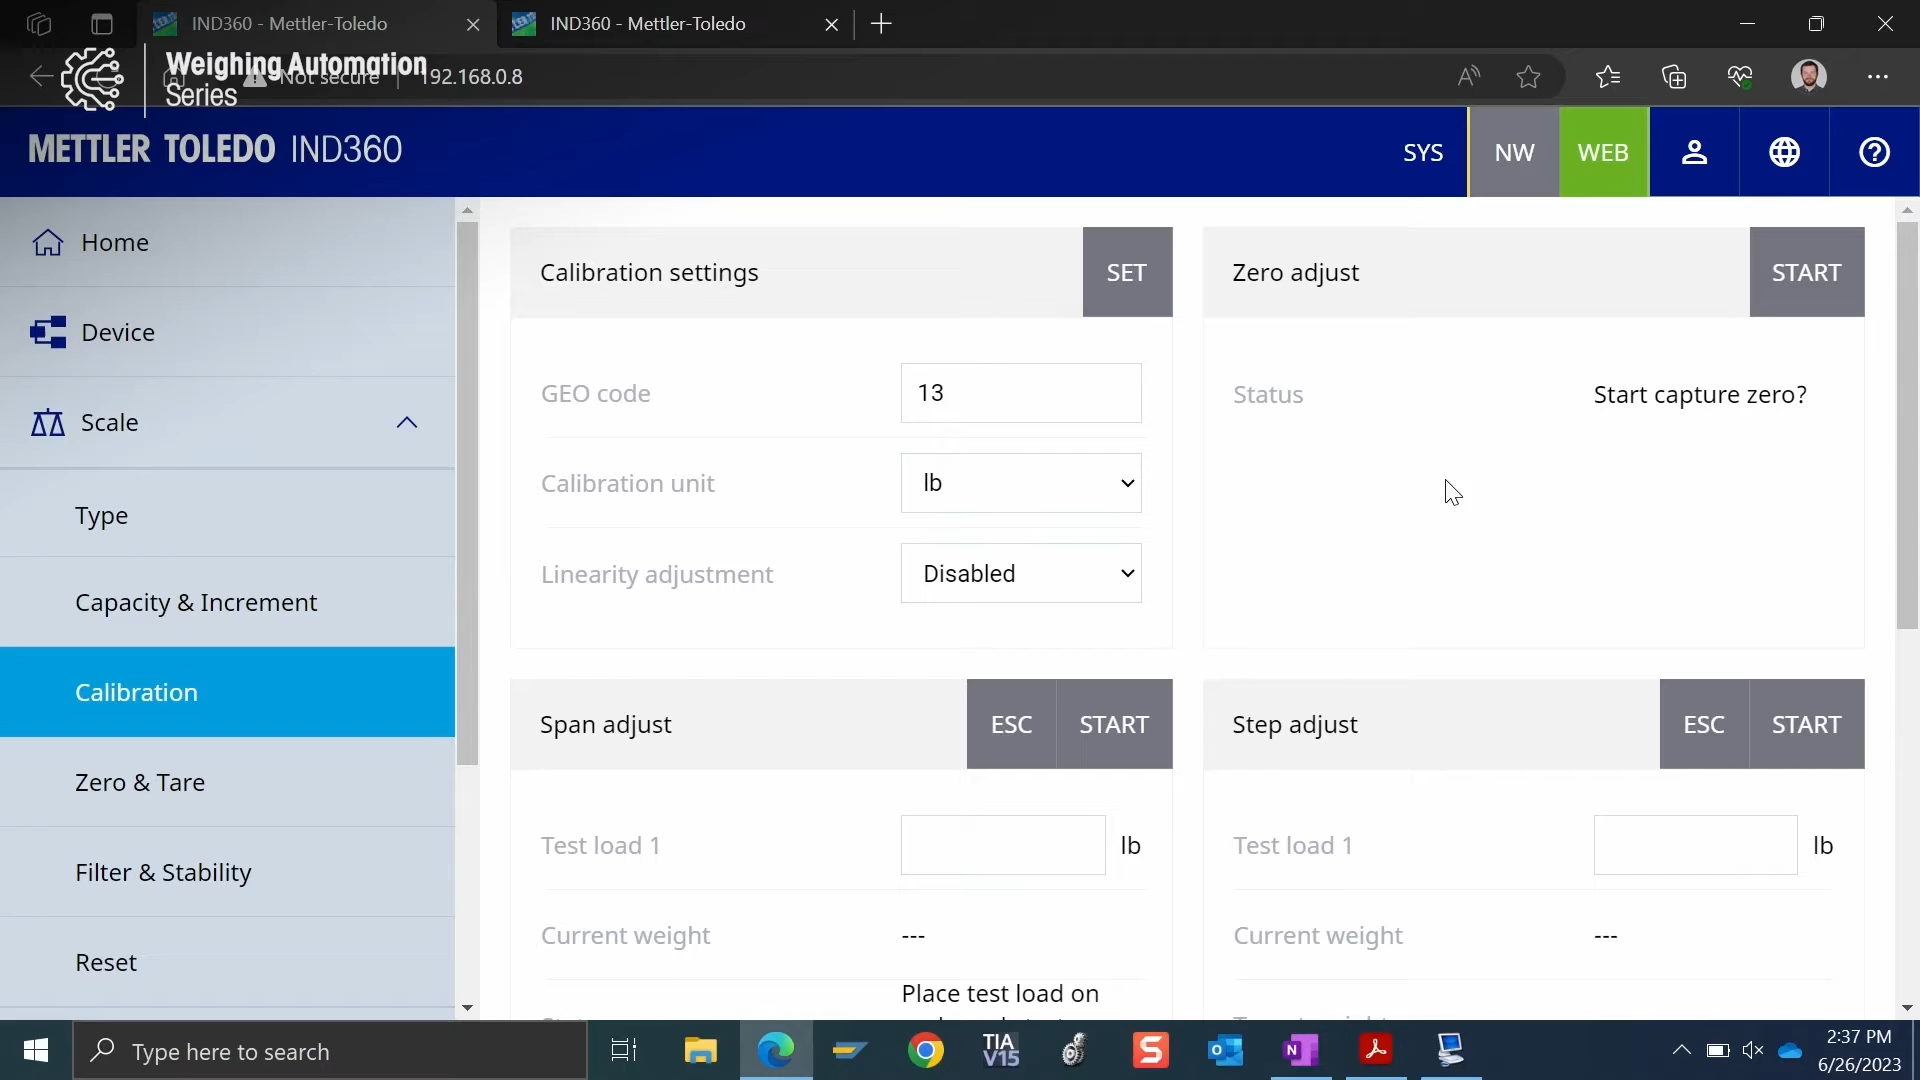 IND360 - Mettler-Toledo
IND360 - Mettler-Toledo
Weighing Automation
Series
Not secure
192.168.0.8
METTLER TOLEDO IND360
SYS
NW
WEB
Home
Device
Scale
Type
Capacity & Increment
Calibration
Zero & Tare
Filter & Stability
Reset
Calibration settings
SET
GEO code
13
Calibration unit
lb
Linearity adjustment
Disabled
Zero adjust
START
Status
Start capture zero?
Span adjust
ESC
START
Test load 1
lb
Current weight
---
Place test load on
Step adjust
ESC
START
Test load 1
lb
Current weight
---
Type here to search
TIA
V15
2:37 PM
6/26/2023